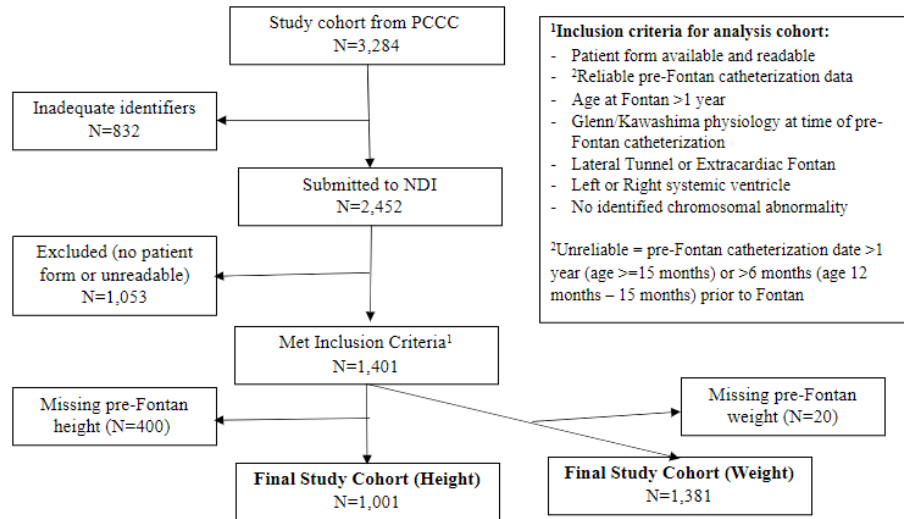 Study cohort from PCCC
N=3,284
Inadequate identifiers
N=832
Submitted to NDI
N=2,452
Excluded (no patient
form or unreadable)
N=1,053
Met Inclusion Criteria¹
N=1,401
Missing pre-Fontan
height (N=400)
Missing pre-Fontan
weight (N=20)
Final Study Cohort (Height)
N=1,001
Final Study Cohort (Weight)
N=1,381
¹Inclusion criteria for analysis cohort:
- Patient form available and readable
- ²Reliable pre-Fontan catheterization data
- Age at Fontan >1 year
- Glenn/Kawashima physiology at time of pre-
Fontan catheterization
- Lateral Tunnel or Extracardiac Fontan
- Left or Right systemic ventricle
- No identified chromosomal abnormality
²Unreliable = pre-Fontan catheterization date >1
year (age >=15 months) or >6 months (age 12
months – 15 months) prior to Fontan